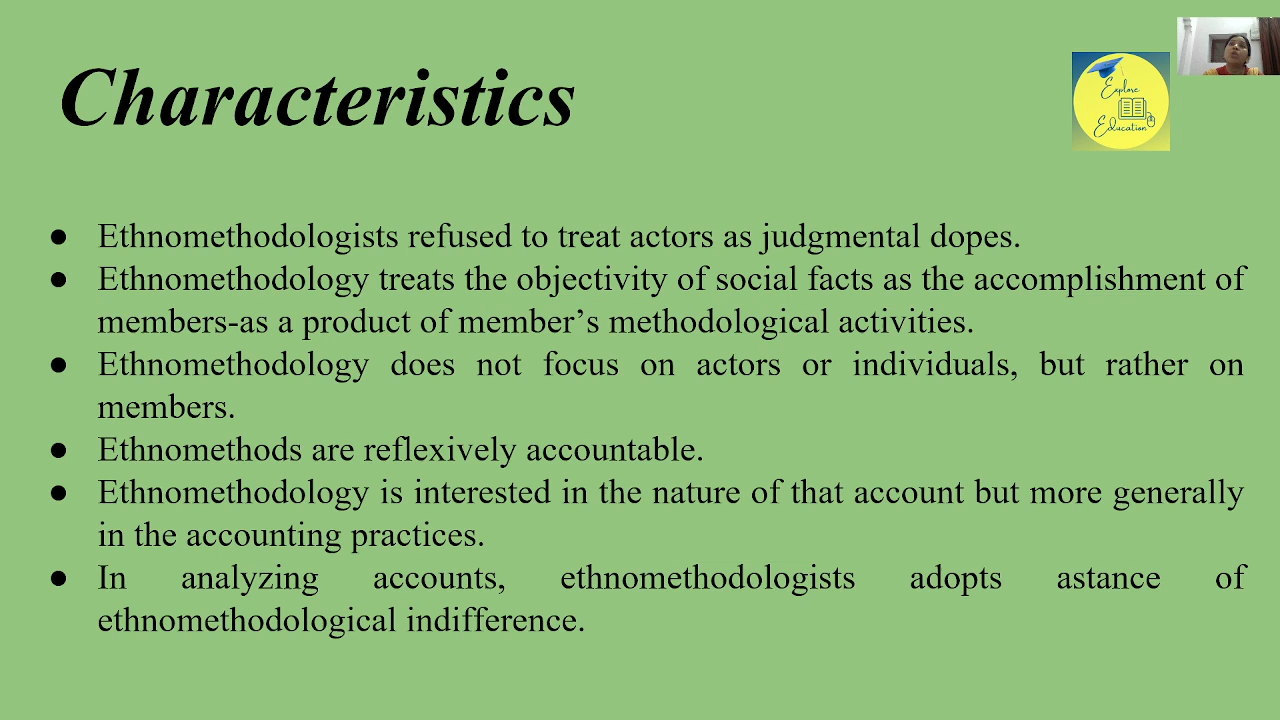 Characteristics
Explore
Education
● Ethnomethodologists refused to treat actors as judgmental dopes.
● Ethnomethodology treats the objectivity of social facts as the accomplishment of
members-as a product of member’s methodological activities.
● Ethnomethodology does not focus on actors or individuals, but rather on
members.
● Ethnomethods are reflexively accountable.
● Ethnomethodology is interested in the nature of that account but more generally
in the accounting practices.
● In analyzing accounts, ethnomethodologists adopts astance of
ethnomethodological indifference.